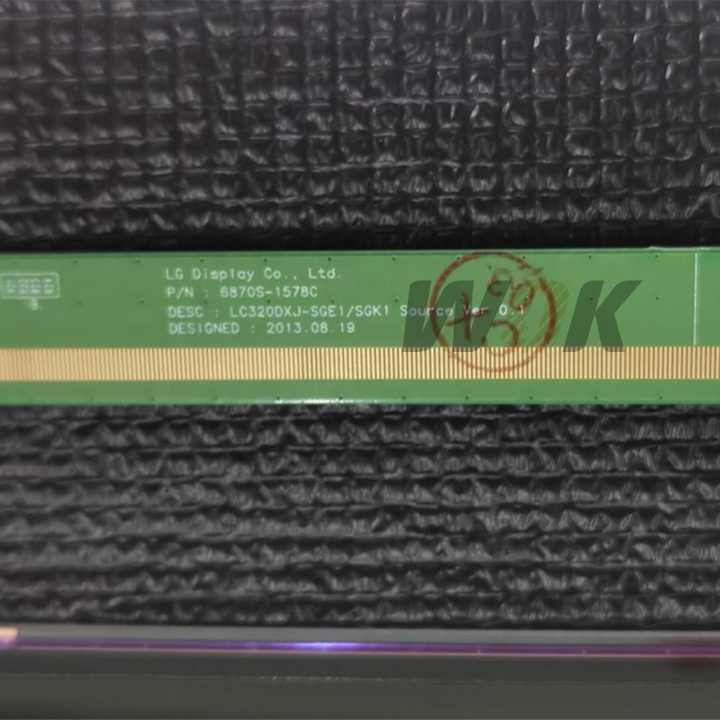 LG Display Co., Ltd.
P/N : 6870S-1578C
DESC : LC320DXJ-SGE1/SGK1 Source Ver 0.1
DESIGNED : 2013.08.19